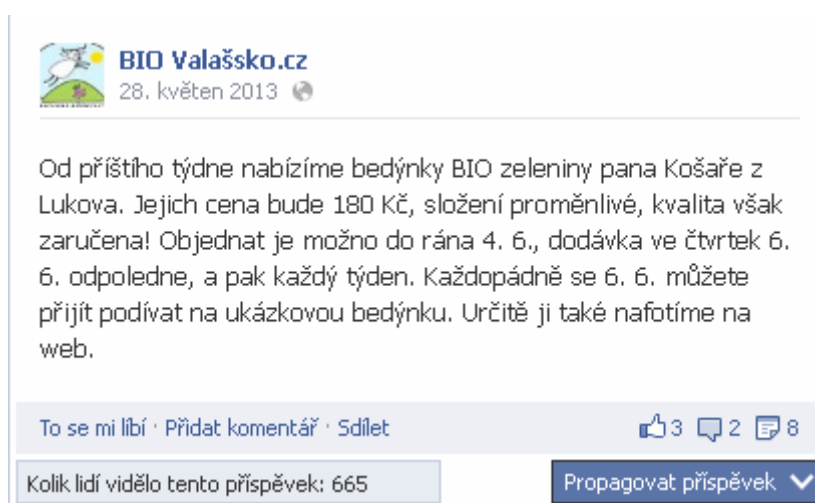 BIO Valašsko.cz
28. květen 2013
Od příštího týdne nabízíme bedýnky BIO zeleniny pana Košaře z
Lukova. Jejich cena bude 180 Kč, složení proměnlivé, kvalita však
zaručena! Objednat je možno do rána 4. 6., dodávka ve čtvrtek 6.
6. odpoledne, a pak každý týden. Každopádně se 6. 6. můžete
přijít podívat na ukázkovou bedýnku. Určitě ji také nafotíme na
web.
To se mi líbí · Přidat komentář · Sdílet 3 2 8
Kolik lidí vidělo tento příspěvek: 665 Propagovat příspěvek